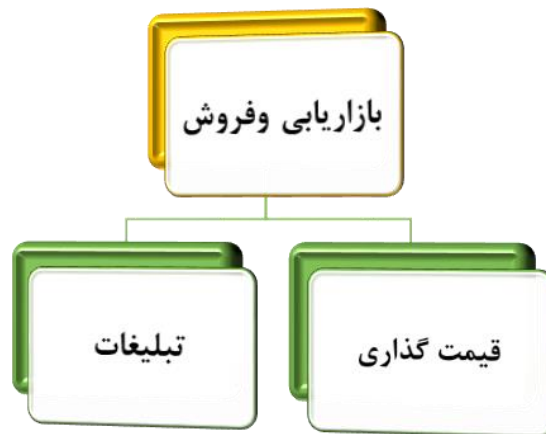 بازاریابی وفروش
قیمت گذاری
تبلیغات